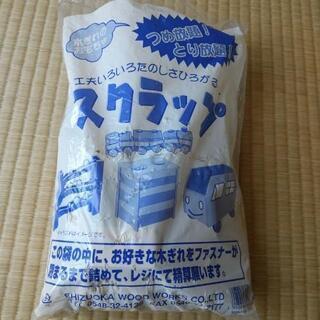 木ぎれの
つめ放題！
とり放題！
工夫いろいろたのしさひろがる
スクラップ
この袋の中に、お好きな木ぎれをファスナーが
閉まるまで詰めて、レジにて精算願います。
SHIZUOKA WOOD WORKS CO.,LTD